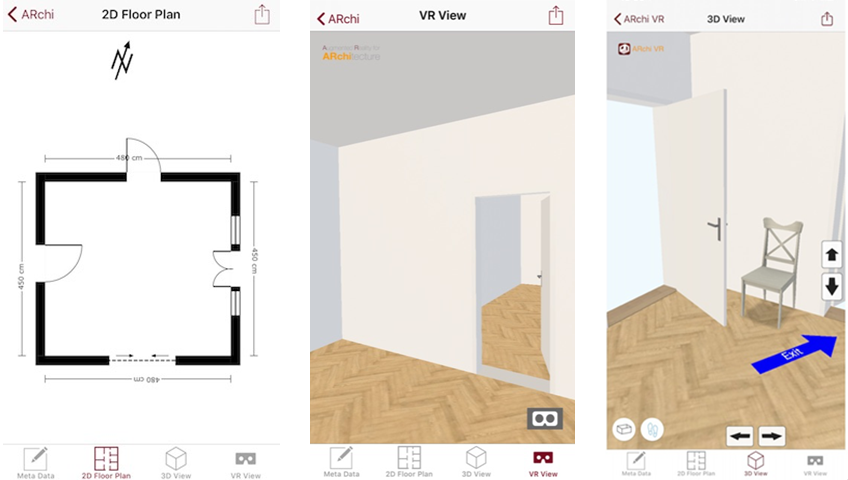 ARchi
2D Floor Plan
480 cm
450 cm
450 cm
480 cm
Meta Data
2D Floor Plan
3D View
VR View
ARchi
VR View
Augmented Reality for
ARchitecture
Meta Data
2D Floor Plan
3D View
VR View
ARchi VR
3D View
ARchi VR
Exit
Meta Data
2D Floor Plan
3D View
VR View